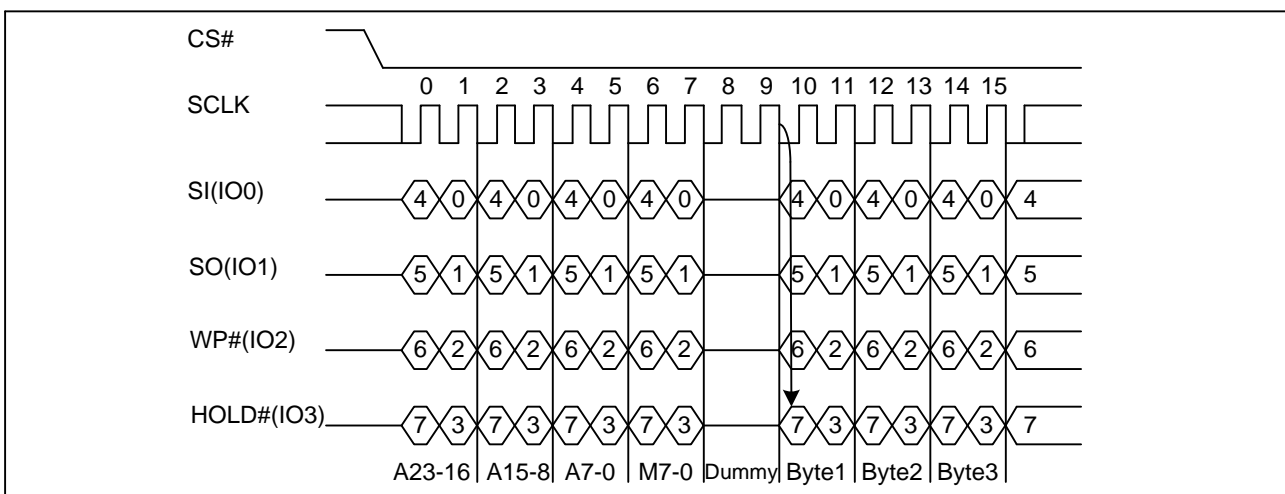 CS#
SCLK
0 1 2 3 4 5 6 7 8 9 10 11 12 13 14 15
SI(IO0)
4 0 4 0 4 0 4 0 4 0 4 0 4 0 4
SO(IO1)
5 1 5 1 5 1 5 1 5 1 5 1 5 1 5
WP#(IO2)
6 2 6 2 6 2 6 2 6 2 6 2 6 2 6
HOLD#(IO3)
7 3 7 3 7 3 7 3 7 3 7 3 7 3 7
A23-16 A15-8 A7-0 M7-0 Dummy Byte1 Byte2 Byte3